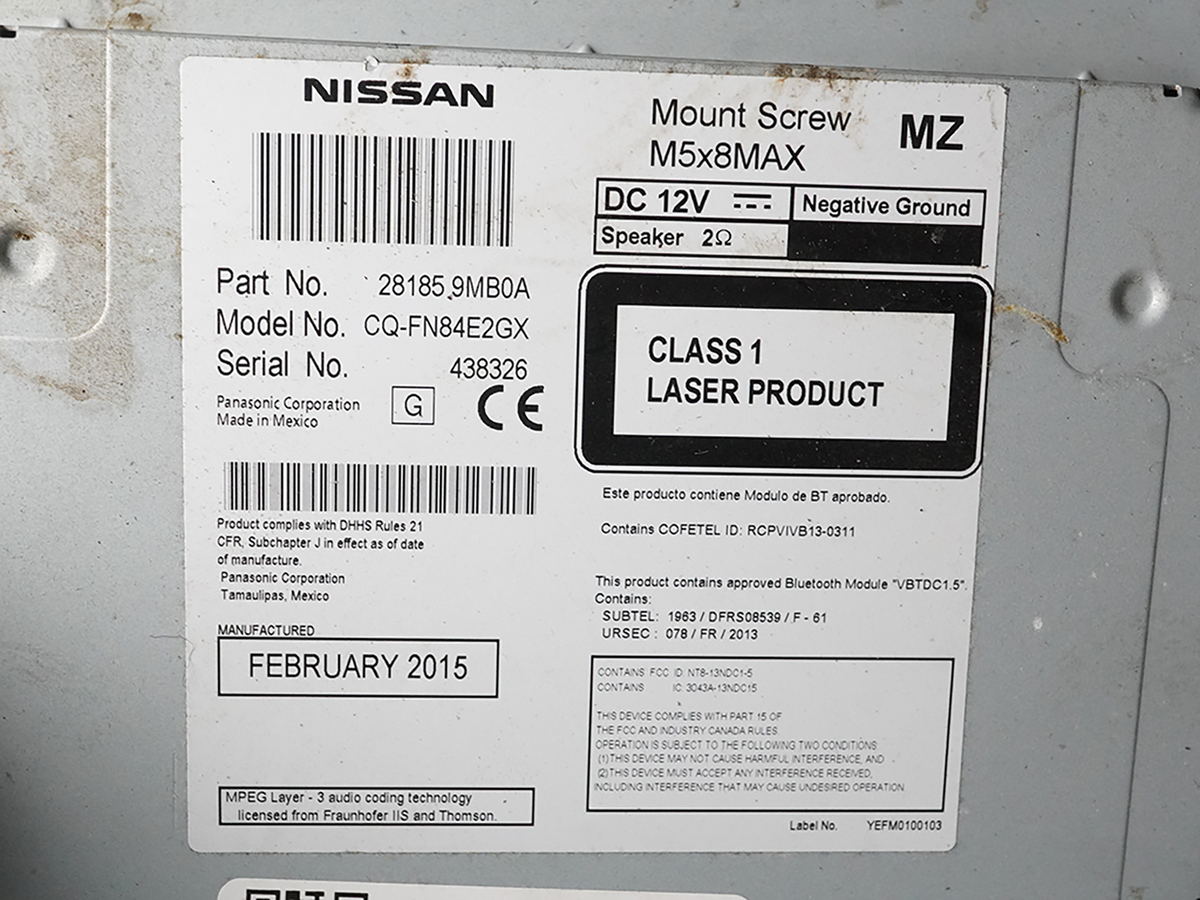 NISSAN
Part No. 28185 9MB0A
Model No. CQ-FN84E2GX
Serial No. 438326
Panasonic Corporation
Made in Mexico
G CE
Product complies with DHHS Rules 21
CFR, Subchapter J in effect as of date
of manufacture.
Panasonic Corporation
Tamaulipas, Mexico
MANUFACTURED
FEBRUARY 2015
MPEG Layer - 3 audio coding technology
licensed from Fraunhofer IIS and Thomson.
Mount Screw MZ
M5x8MAX
DC 12V Negative Ground
Speaker 2Ω
CLASS 1
LASER PRODUCT
Este producto contiene Modulo de BT aprobado.
Contains COFETEL ID: RCPVIVB13-0311
This product contains approved Bluetooth Module "VBTDC1.5".
Contains:
SUBTEL: 1963 / DFRS08539 / F - 61
URSEC : 078 / FR / 2013
CONTAINS FCC ID: NT8-13NDC1-5
CONTAINS IC: 3043A-13NDC15
THIS DEVICE COMPLIES WITH PART 15 OF
THE FCC AND INDUSTRY CANADA RULES
OPERATION IS SUBJECT TO THE FOLLOWING TWO CONDITIONS:
(1)THIS DEVICE MAY NOT CAUSE HARMFUL INTERFERENCE, AND
(2)THIS DEVICE MUST ACCEPT ANY INTERFERENCE RECEIVED,
INCLUDING INTERFERENCE THAT MAY CAUSE UNDESIRED OPERATION
Label No. YEFM0100103